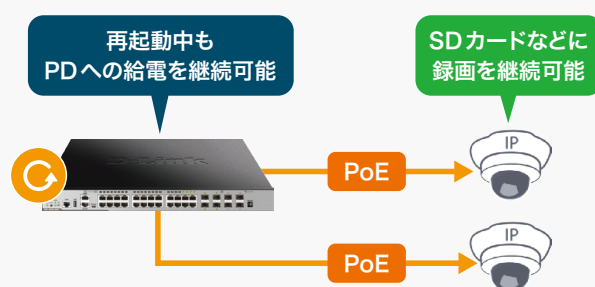 再起動中も
PDへの給電を継続可能
SDカードなどに
録画を継続可能
D-Link
IP
PoE
IP
PoE